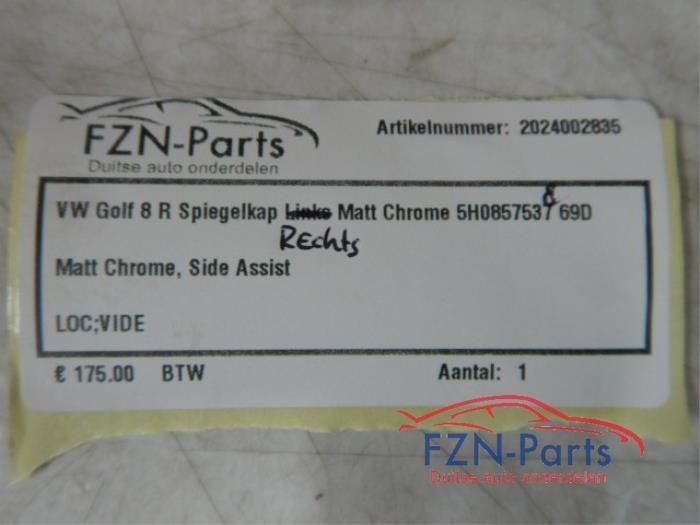 FZN-Parts
Duitse auto onderdelen
Artikelnummer: 2024002835
VW Golf 8 R Spiegelkap Links Matt Chrome 5H0857537 69D
8
Rechts
Matt Chrome, Side Assist
LOC;VIDE
€ 175.00 BTW Aantal: 1
FZN-Parts
Duitse auto onderdelen